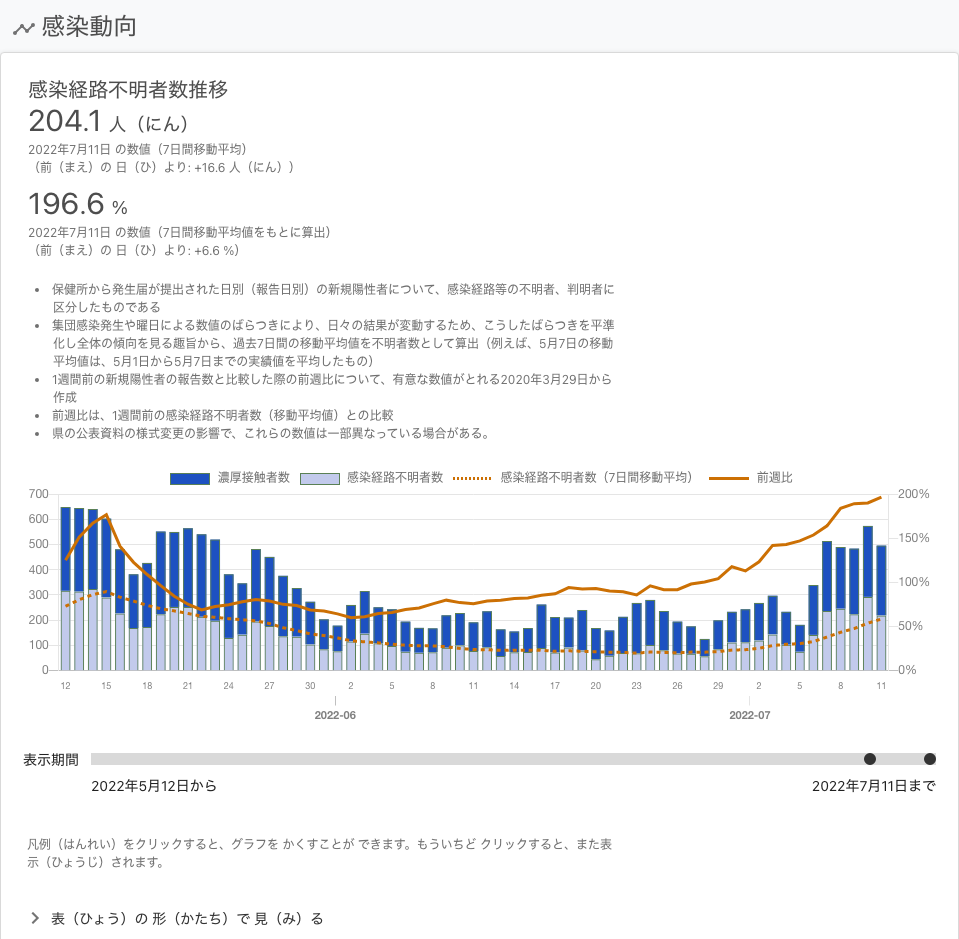 感染動向
感染経路不明者数推移
204.1 人（にん）
2022年7月11日 の数値（7日間移動平均）
（前（まえ）の 日（ひ）より: +16.6 人（にん））
196.6 %
2022年7月11日 の数値（7日間移動平均値をもとに算出）
（前（まえ）の 日（ひ）より: +6.6 %）
• 保健所から発生届が提出された日別（報告日別）の新規陽性者について、感染経路等の不明者、判明者に
区分したものである
• 集団感染発生や曜日による数値のばらつきにより、日々の結果が変動するため、こうしたばらつきを平準
化し全体の傾向を見る趣旨から、過去7日間の移動平均値を不明者数として算出（例えば、5月7日の移動
平均値は、5月1日から5月7日までの実績値を平均したもの）
• 1週間前の新規陽性者の報告数と比較した際の前週比について、有意な数値がとれる2020年3月29日から
作成
• 前週比は、1週間前の感染経路不明者数（移動平均値）との比較
• 県の公表資料の様式変更の影響で、これらの数値は一部異なっている場合がある。
濃厚接触者数 感染経路不明者数 感染経路不明者数（7日間移動平均） 前週比
700 200%
600
500 150%
400
300 100%
200 50%
100
0 0%
12 15 18 21 24 27 30 2 5 8 11 14 17 20 23 26 29 2 5 8 11
2022-06 2022-07
表示期間
2022年5月12日から 2022年7月11日まで
凡例（はんれい）をクリックすると、グラフを かくすことが できます。もういちど クリックすると、また表
示（ひょうじ）されます。
表（ひょう）の 形（かたち）で 見（み）る